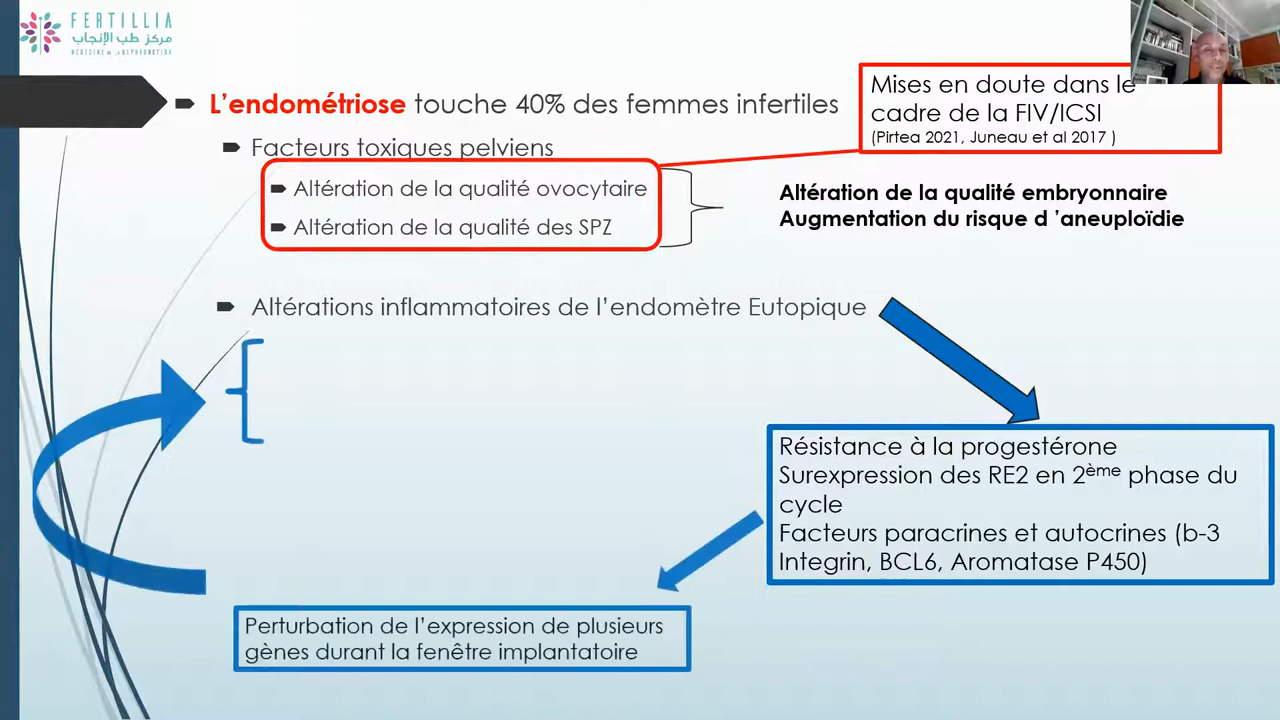 FERTILLIA
مركز طب الإنجاب
MÉDECINE DE LA REPRODUCTION
L’endométriose touche 40% des femmes infertiles
Mises en doute dans le
cadre de la FIV/ICSI
(Pirtea 2021, Juneau et al 2017 )
Facteurs toxiques pelviens
Altération de la qualité ovocytaire
Altération de la qualité des SPZ
Altération de la qualité embryonnaire
Augmentation du risque d ’aneuploïdie
Altérations inflammatoires de l’endomètre Eutopique
Résistance à la progestérone
Surexpression des RE2 en 2ème phase du
cycle
Facteurs paracrines et autocrines (b-3
Integrin, BCL6, Aromatase P450)
Perturbation de l’expression de plusieurs
gènes durant la fenêtre implantatoire